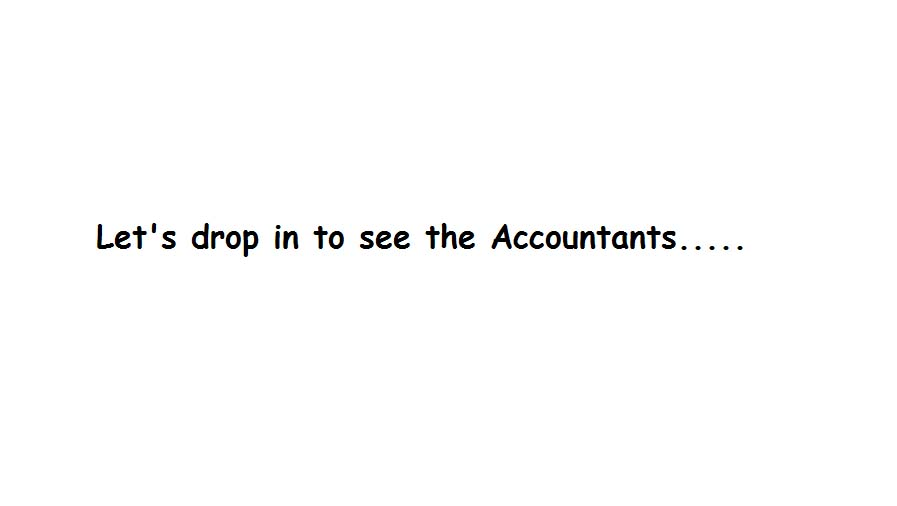 Let's drop in to see the Accountants.....